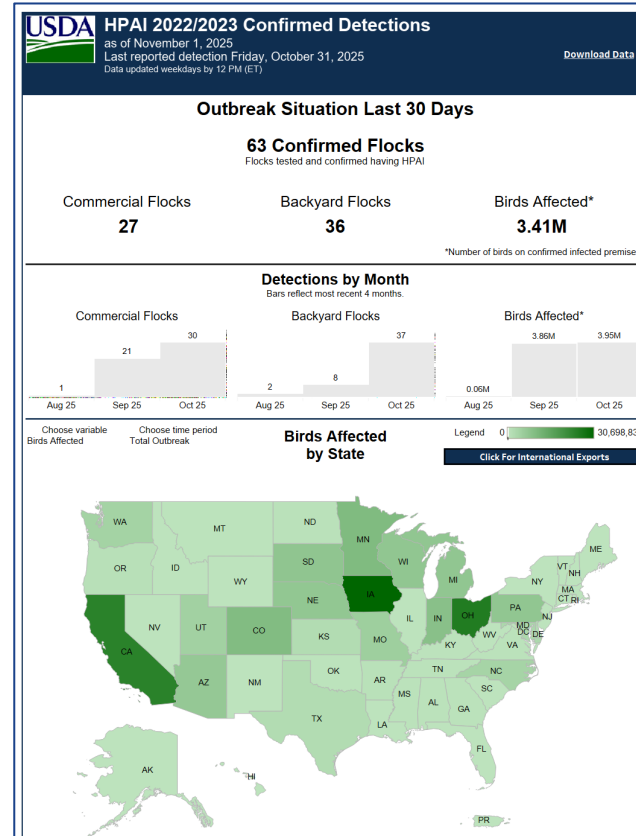 USDA
HPAI 2022/2023 Confirmed Detections
as of November 1, 2025
Last reported detection Friday, October 31, 2025
Data updated weekdays by 12 PM (ET)
Download Data
Outbreak Situation Last 30 Days
63 Confirmed Flocks
Flocks tested and confirmed having HPAI
Commercial Flocks
27
Backyard Flocks
36
Birds Affected*
3.41M
*Number of birds on confirmed infected premise
Detections by Month
Bars reflect most recent 4 months.
Commercial Flocks
1
21
30
Aug 25
Sep 25
Oct 25
Backyard Flocks
2
8
37
Aug 25
Sep 25
Oct 25
Birds Affected*
0.06M
3.86M
3.95M
Aug 25
Sep 25
Oct 25
Choose variable
Birds Affected
Choose time period
Total Outbreak
Birds Affected
by State
Legend
0
30,698,83
Click For International Exports
WA
MT
ND
MN
ME
OR
ID
SD
WI
VT
NH
WY
MI
NY
MA
CT
RI
NE
IA
PA
NJ
NV
UT
CO
IL
IN
OH
MD
DC
DE
CA
KS
MO
WV
VA
KY
AZ
NM
OK
AR
TN
NC
SC
MS
AL
GA
TX
LA
FL
AK
HI
PR